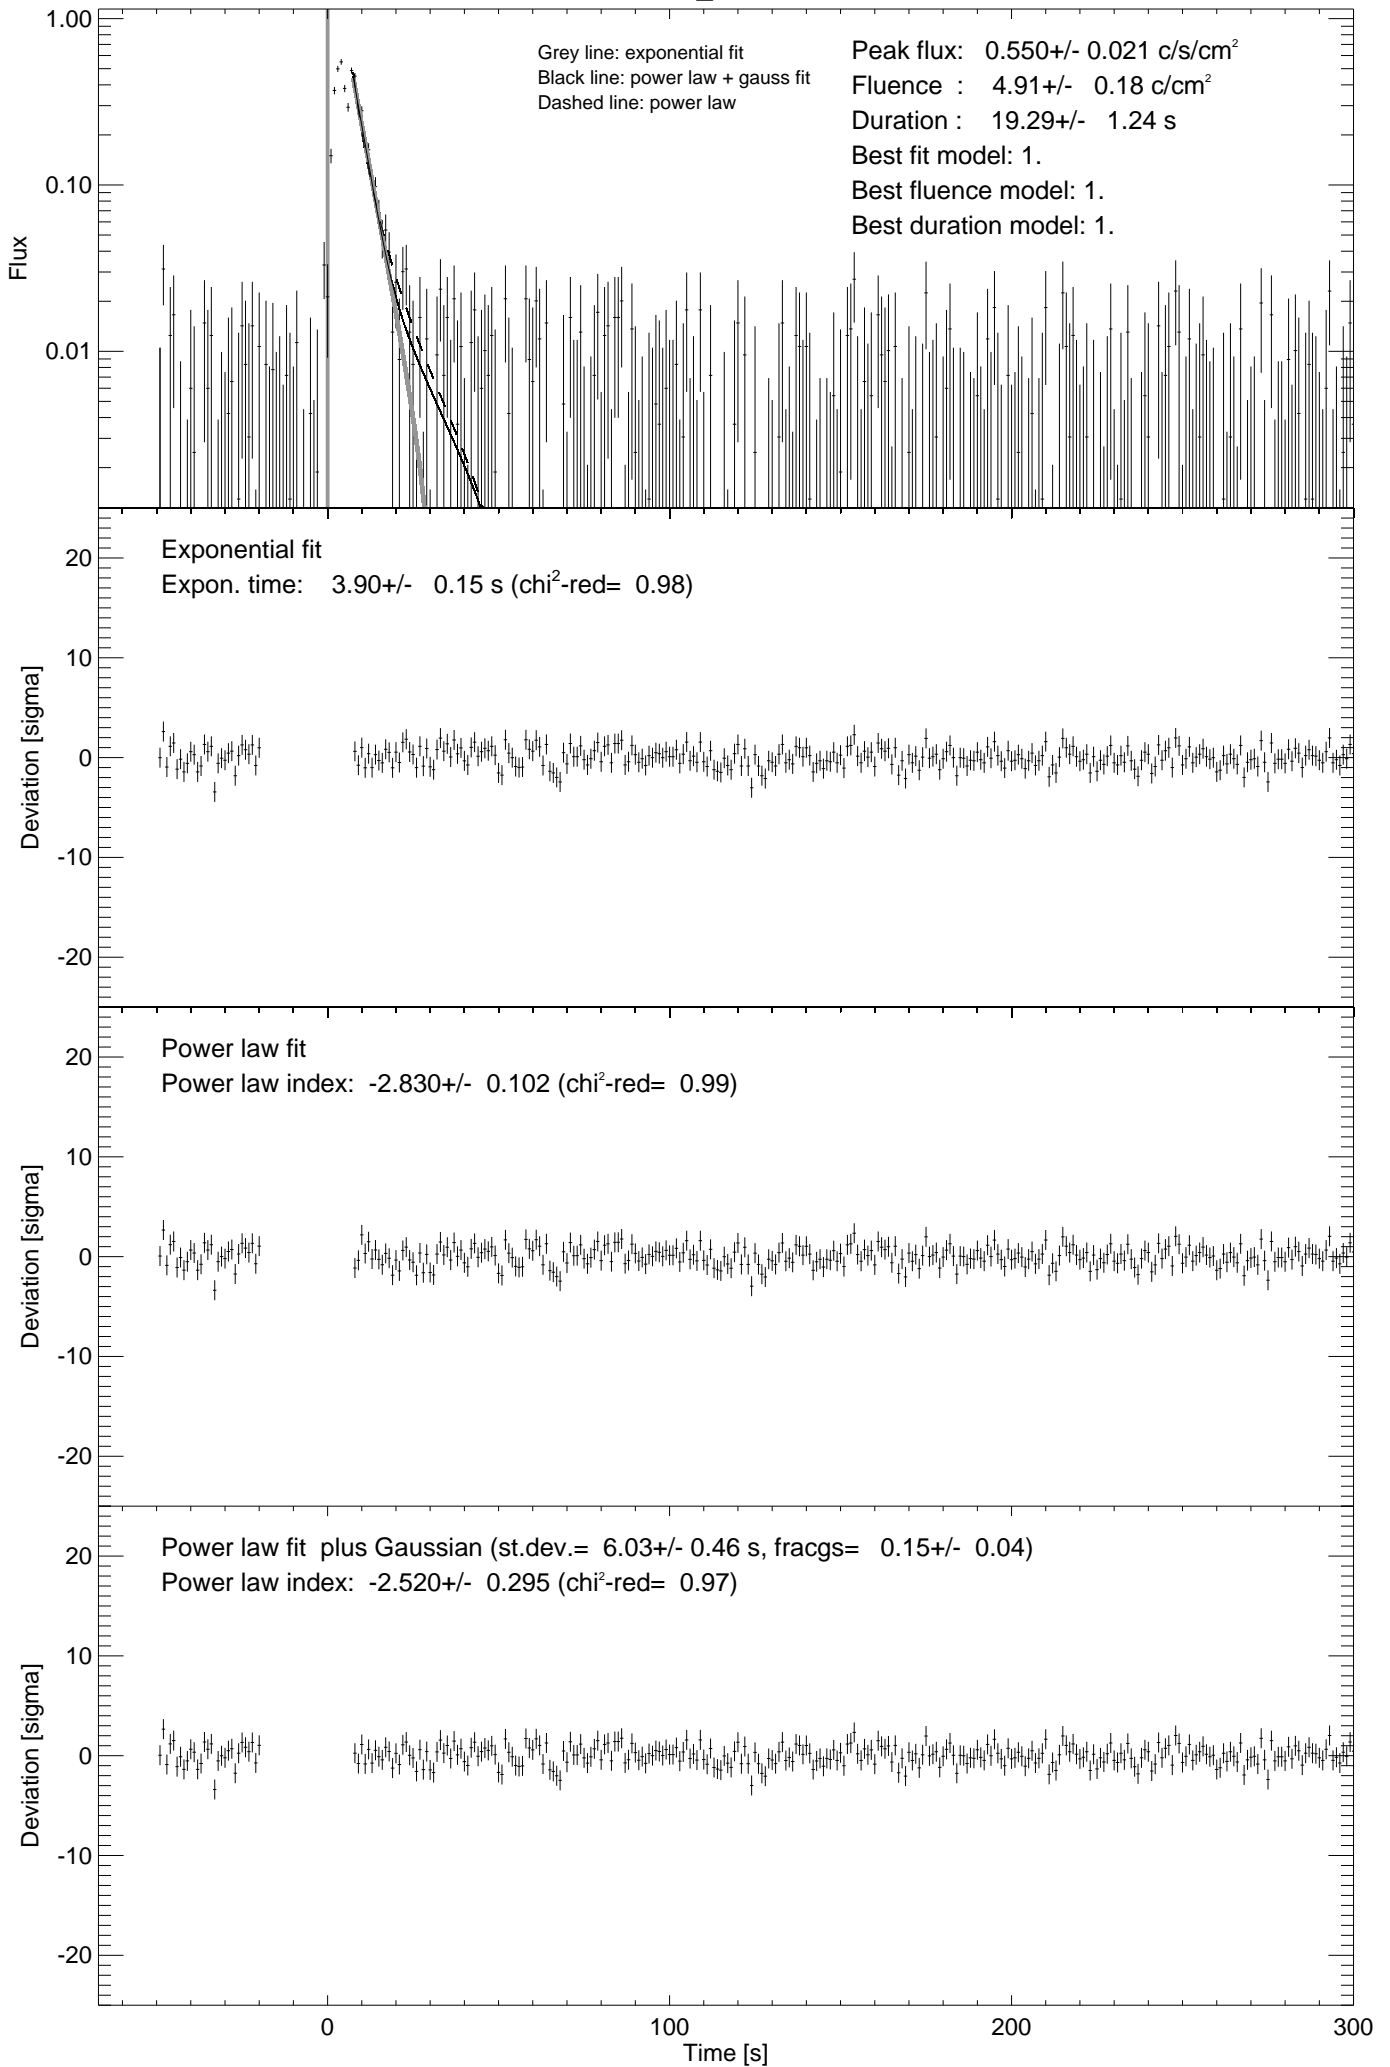 1.00
0.10
0.01
Flux
Grey line: exponential fit
Black line: power law + gauss fit
Dashed line: power law
Peak flux: 0.550+/- 0.021 c/s/cm²
Fluence : 4.91+/- 0.18 c/cm²
Duration : 19.29+/- 1.24 s
Best fit model: 1.
Best fluence model: 1.
Best duration model: 1.
Exponential fit
Expon. time: 3.90+/- 0.15 s (chi²-red= 0.98)
20
10
0
-10
-20
Deviation [sigma]
Power law fit
Power law index: -2.830+/- 0.102 (chi²-red= 0.99)
20
10
0
-10
-20
Deviation [sigma]
Power law fit plus Gaussian (st.dev.= 6.03+/- 0.46 s, fracgs= 0.15+/- 0.04)
Power law index: -2.520+/- 0.295 (chi²-red= 0.97)
20
10
0
-10
-20
Deviation [sigma]
0
100
200
300
Time [s]